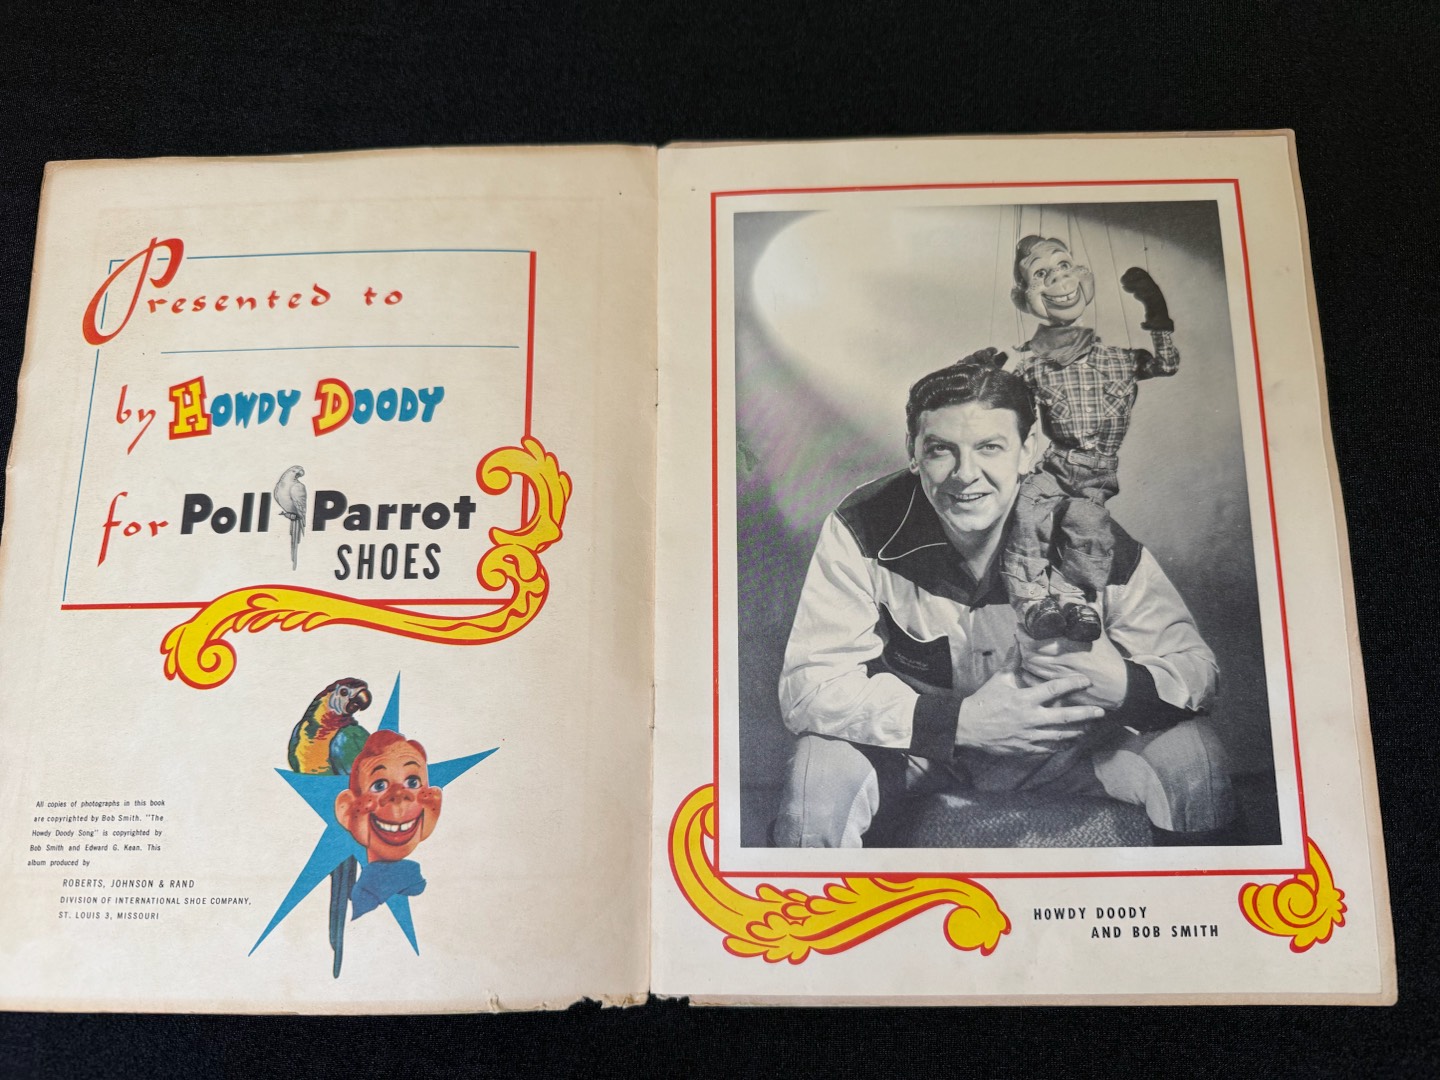 Presented to
by HOWDY DOODY
for Poll Parrot
SHOES
All copies of photographs in this book
are copyrighted by Bob Smith. "The
Howdy Doody Song" is copyrighted by
Bob Smith and Edward G. Kean. This
album produced by
ROBERTS, JOHNSON & RAND
DIVISION OF INTERNATIONAL SHOE COMPANY,
ST. LOUIS 3, MISSOURI
HOWDY DOODY
AND BOB SMITH